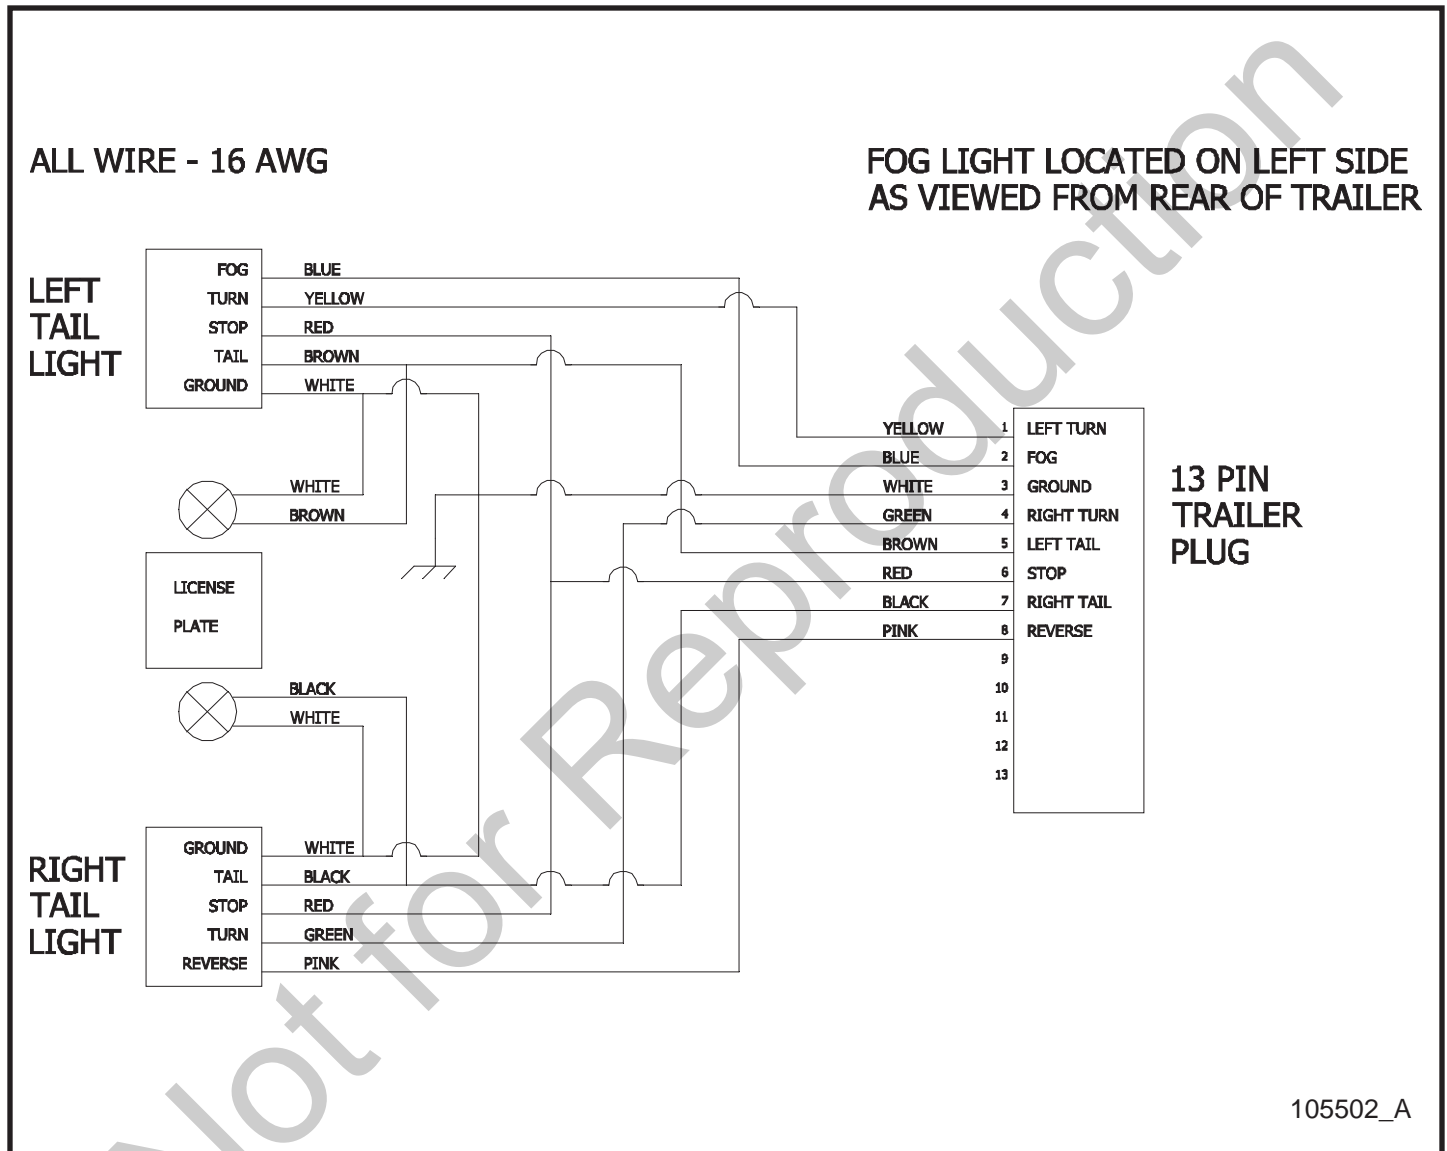 ALL WIRE - 16 AWG
FOG LIGHT LOCATED ON LEFT SIDE
AS VIEWED FROM REAR OF TRAILER
LEFT
TAIL
LIGHT
FOG BLUE
TURN YELLOW
STOP RED
TAIL BROWN
GROUND WHITE
WHITE
BROWN
LICENSE
PLATE
BLACK
WHITE
RIGHT
TAIL
LIGHT
GROUND WHITE
TAIL BLACK
STOP RED
TURN GREEN
REVERSE PINK
YELLOW 1 LEFT TURN
BLUE 2 FOG
WHITE 3 GROUND
GREEN 4 RIGHT TURN
BROWN 5 LEFT TAIL
RED 6 STOP
BLACK 7 RIGHT TAIL
PINK 8 REVERSE
9
10
11
12
13
13 PIN
TRAILER
PLUG
Not for Reproduction
105502_A